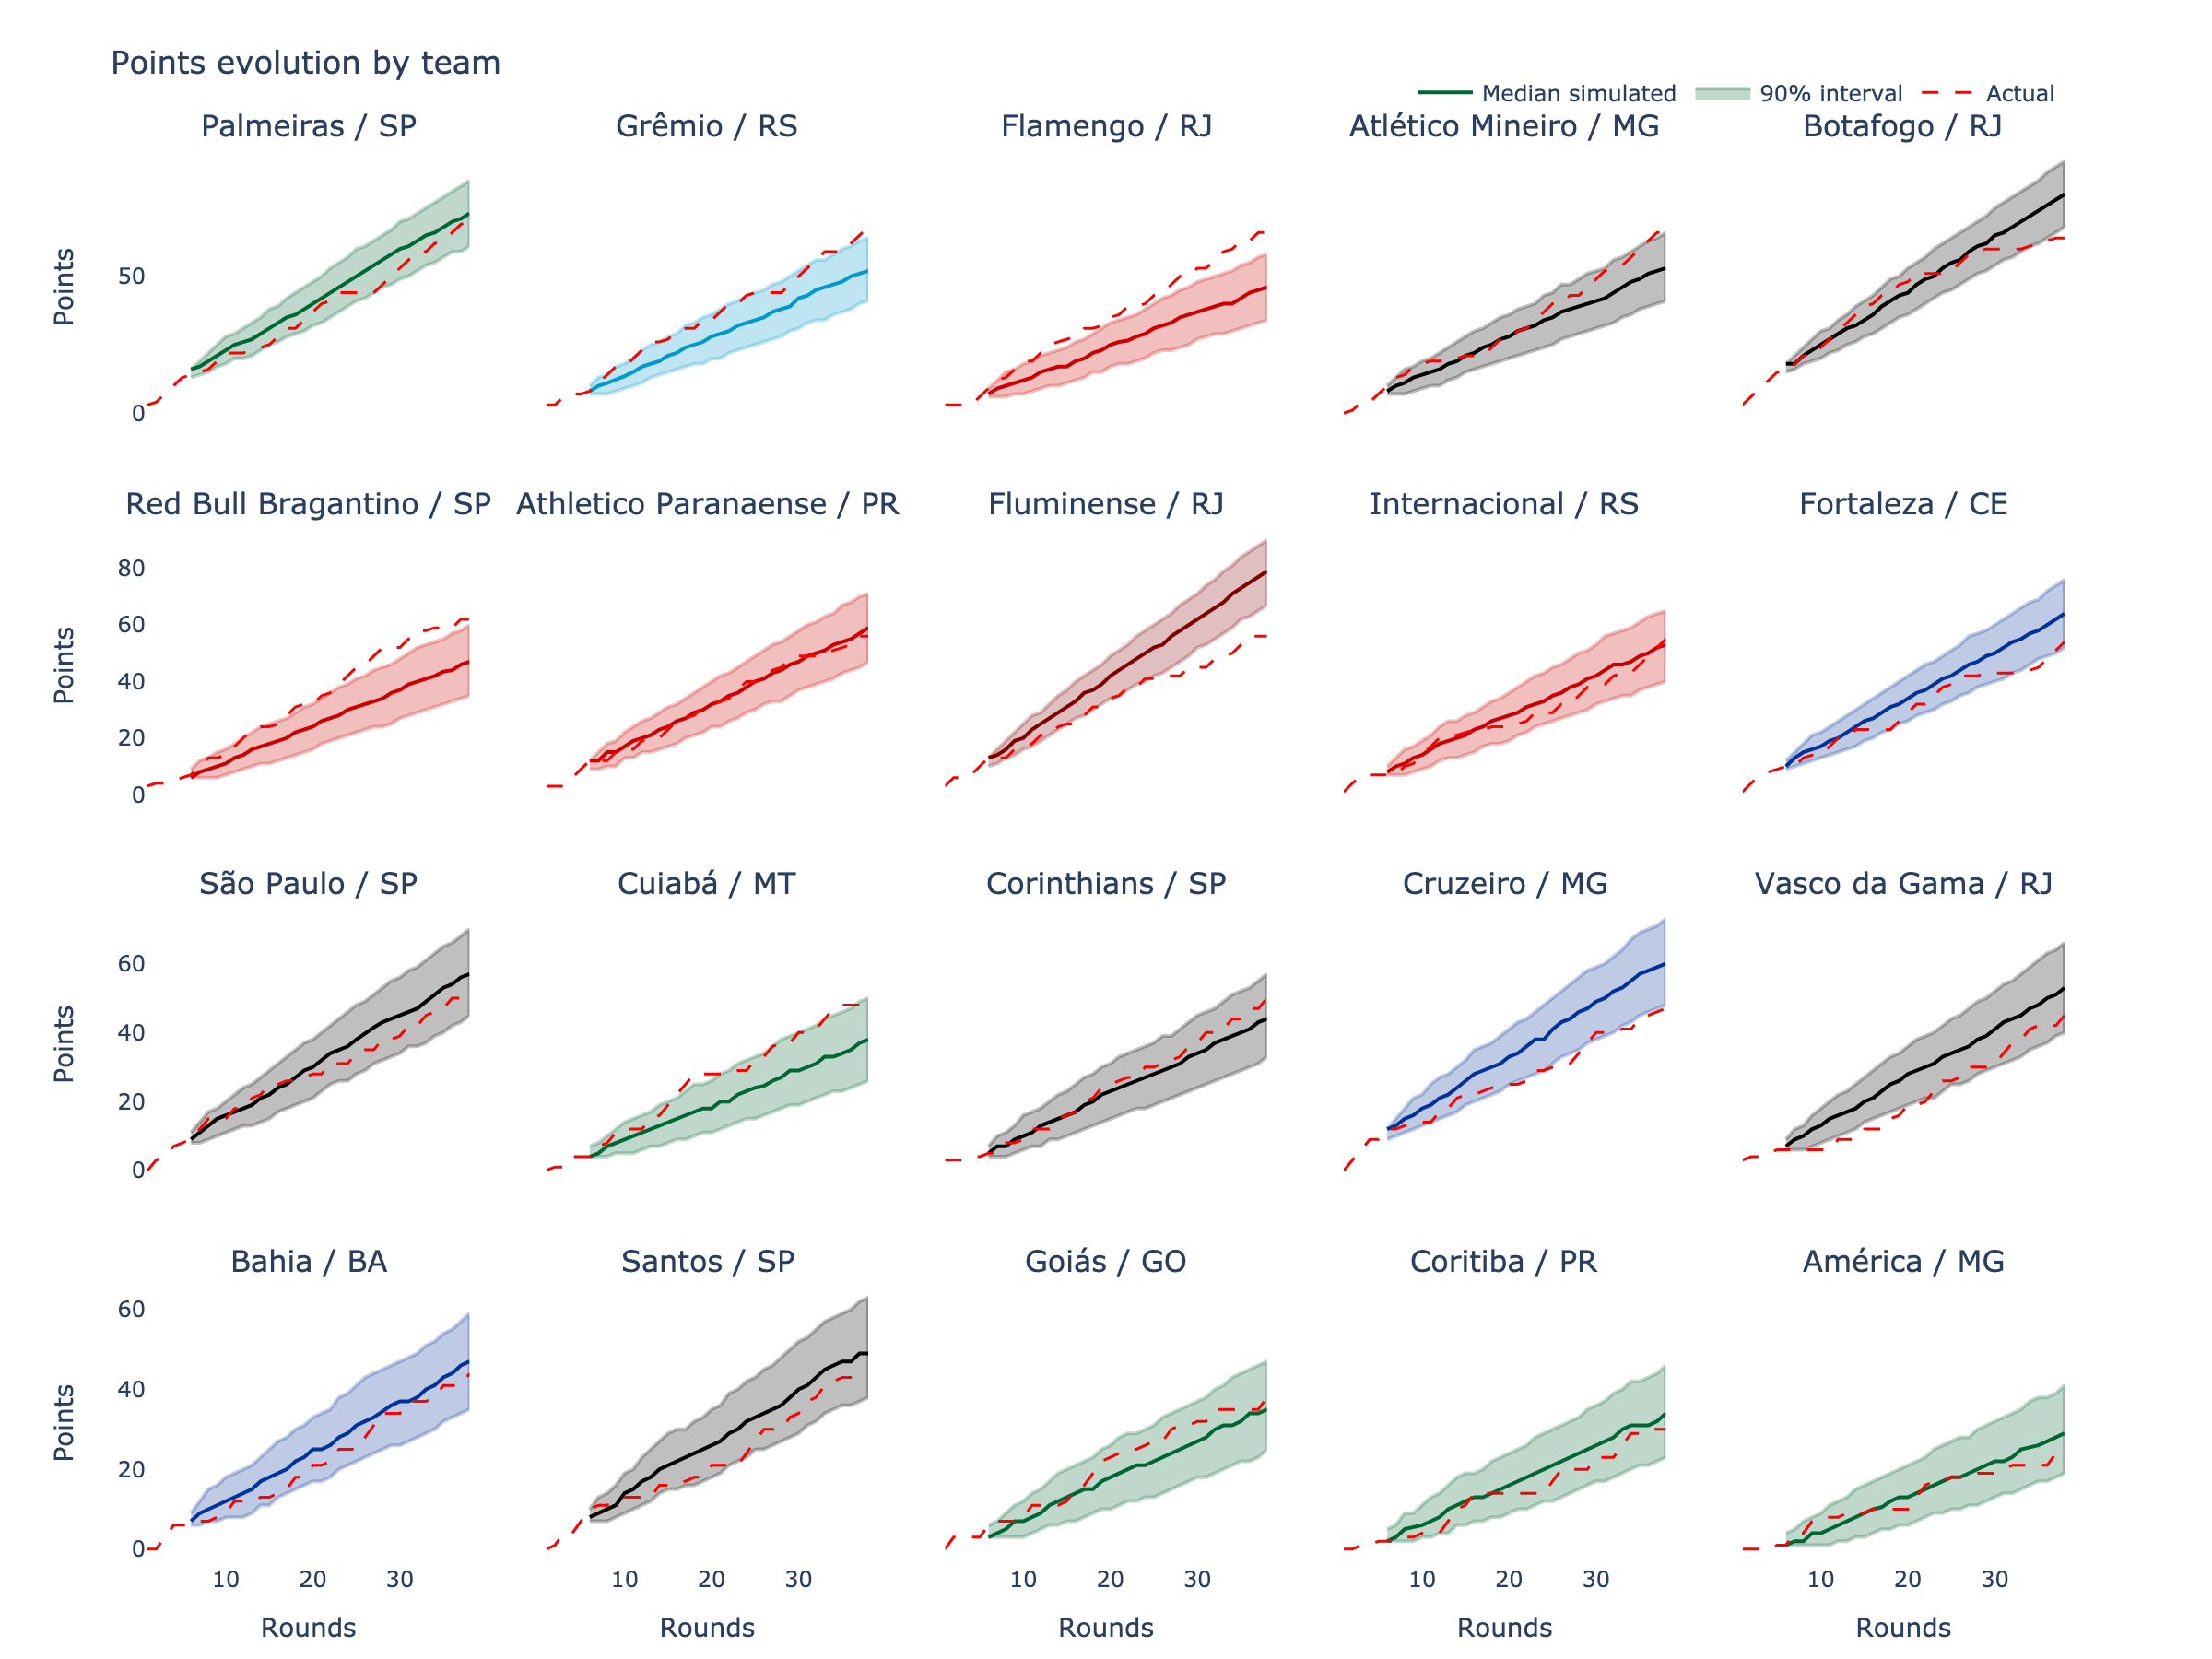 Points evolution by team
Median simulated 90% interval Actual
Palmeiras / SP Grêmio / RS Flamengo / RJ Atlético Mineiro / MG Botafogo / RJ
Points
50
0
Red Bull Bragantino / SP Athletico Paranaense / PR Fluminense / RJ Internacional / RS Fortaleza / CE
Points
80
60
40
20
0
São Paulo / SP Cuiabá / MT Corinthians / SP Cruzeiro / MG Vasco da Gama / RJ
Points
60
40
20
0
Bahia / BA Santos / SP Goiás / GO Coritiba / PR América / MG
Points
60
40
20
0
10 20 30 10 20 30 10 20 30 10 20 30 10 20 30
Rounds Rounds Rounds Rounds Rounds